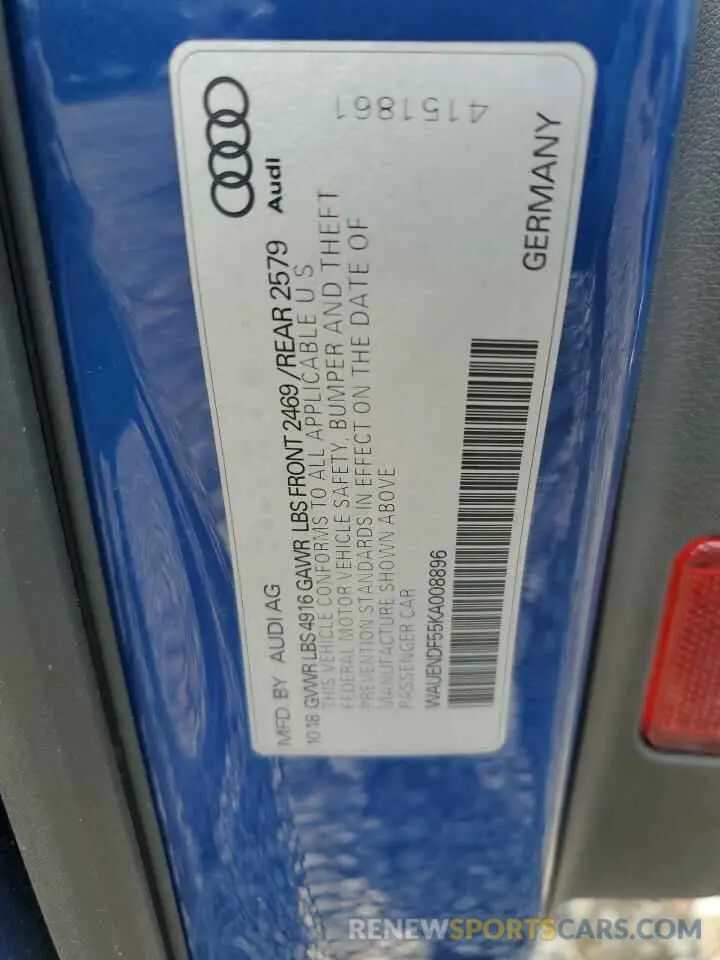 Audi
MFD BY AUDI AG
10 18 GVWR LBS 4916 GAWR LBS FRONT 2469 /REAR 2579
THIS VEHICLE CONFORMS TO ALL APPLICABLE U S
FEDERAL MOTOR VEHICLE SAFETY, BUMPER AND THEFT
PREVENTION STANDARDS IN EFFECT ON THE DATE OF
MANUFACTURE SHOWN ABOVE
PASSENGER CAR
WAUENDF55KA008896
GERMANY
4151861
RENEWSPORTSCARS.COM